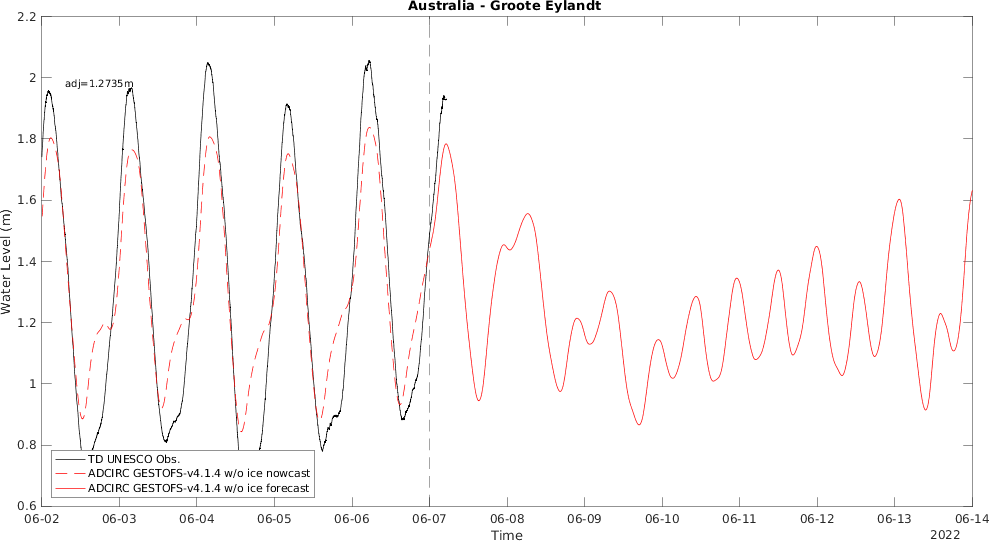 Australia - Groote Eylandt
adj=1.2735m
Water Level (m)
2.2
2
1.8
1.6
1.4
1.2
1
0.8
0.6
TD UNESCO Obs.
ADCIRC GESTOFS-v4.1.4 w/o ice nowcast
ADCIRC GESTOFS-v4.1.4 w/o ice forecast
06-02 06-03 06-04 06-05 06-06 06-07 06-08 06-09 06-10 06-11 06-12 06-13 06-14
Time
2022